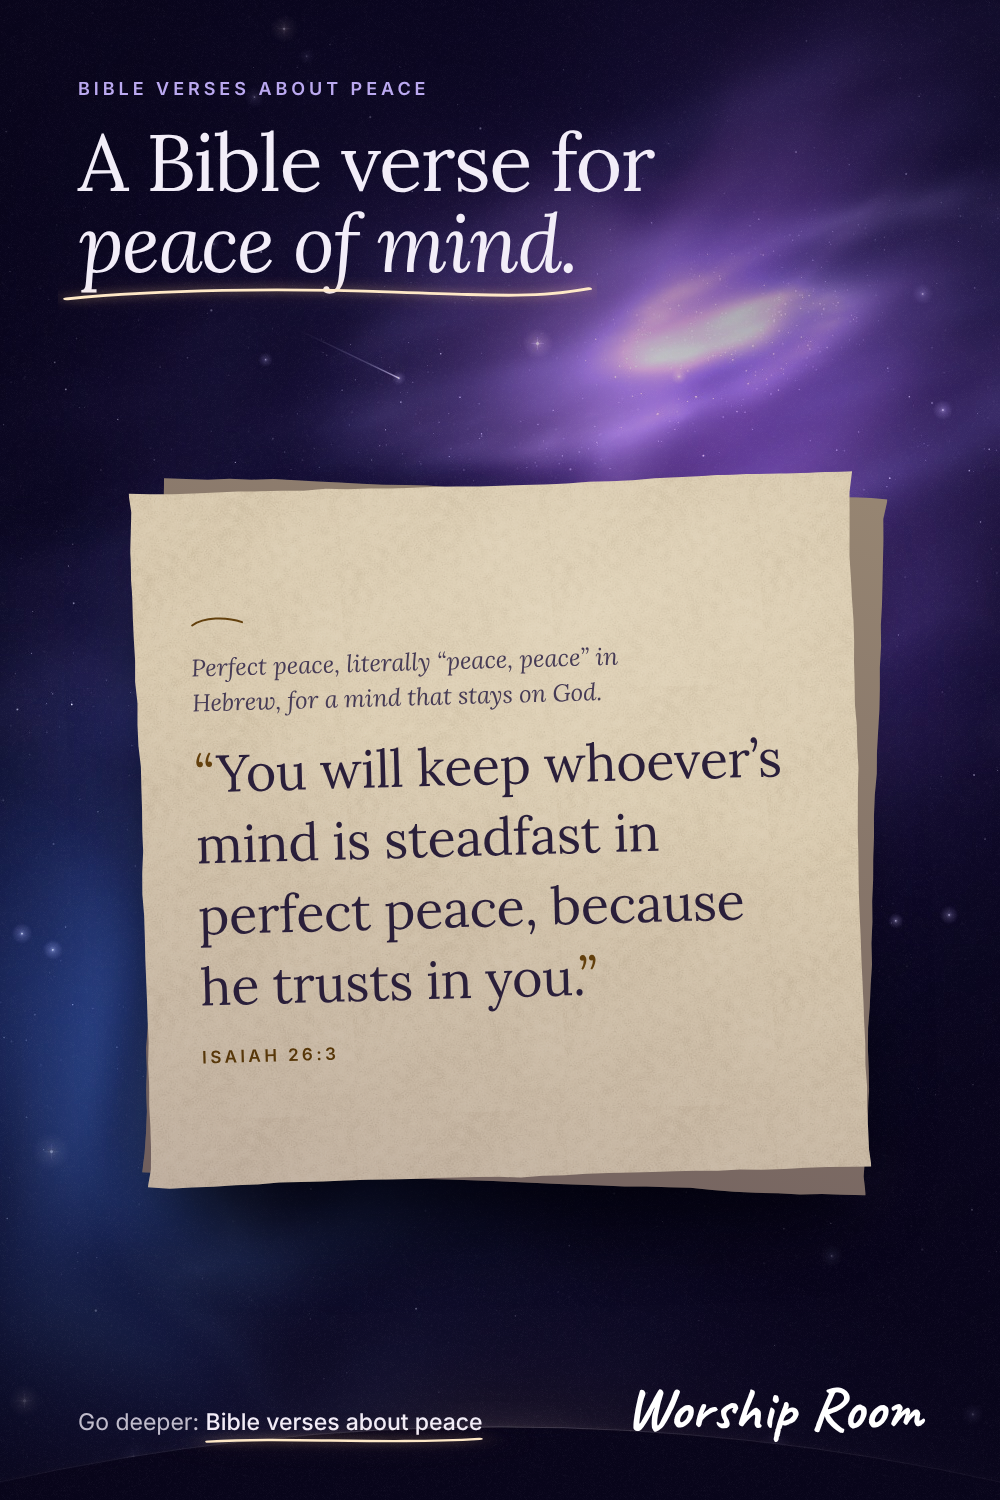 BIBLE VERSES ABOUT PEACE
A Bible verse for
peace of mind.
Perfect peace, literally “peace, peace” in
Hebrew, for a mind that stays on God.
“You will keep whoever’s
mind is steadfast in
perfect peace, because
he trusts in you.”
ISAIAH 26:3
Go deeper: Bible verses about peace
Worship Room